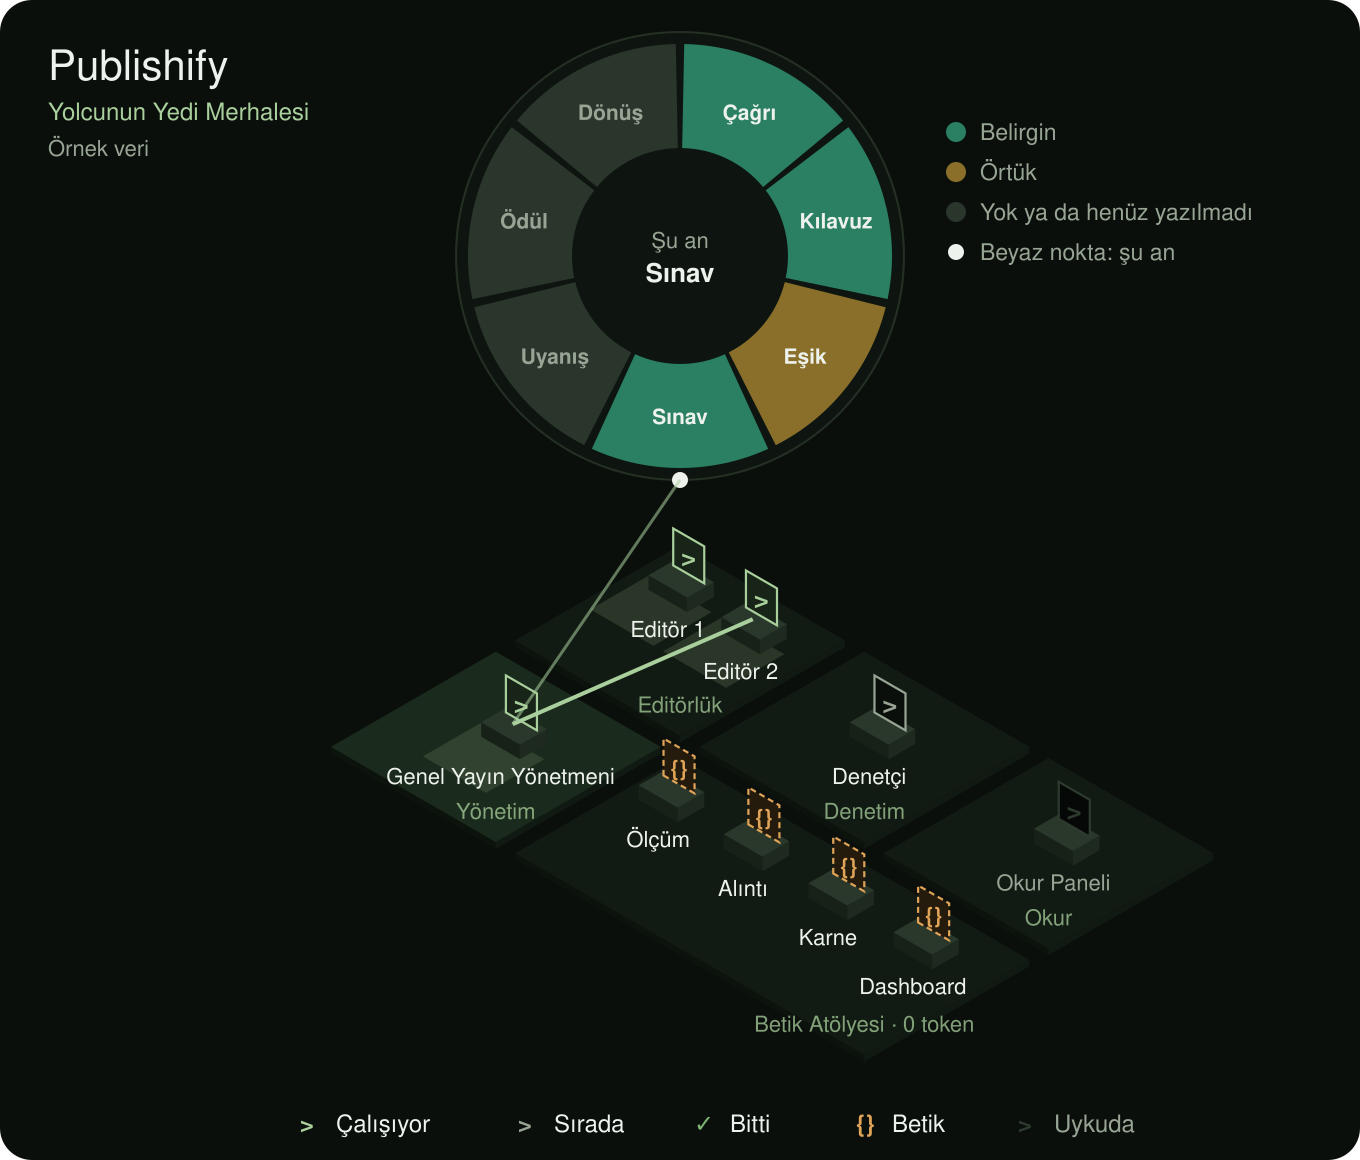 Publishify
Yolcunun Yedi Merhalesi
Örnek veri
Dönüş
Çağrı
Ödül
Kılavuz
Şu an
Sınav
Uyanış
Eşik
Sınav
Belirgin
Örtük
Yok ya da henüz yazılmadı
Beyaz nokta: şu an
>
>
Editör 1
Editör 2
Editörlük
>
Genel Yayın Yönetmeni
Yönetim
>
Denetçi
Denetim
{}
Ölçüm
{}
Alıntı
{}
Karne
{}
Dashboard
Betik Atölyesi · 0 token
>
Okur Paneli
Okur
> Çalışıyor
> Sırada
✓ Bitti
{} Betik
> Uykuda